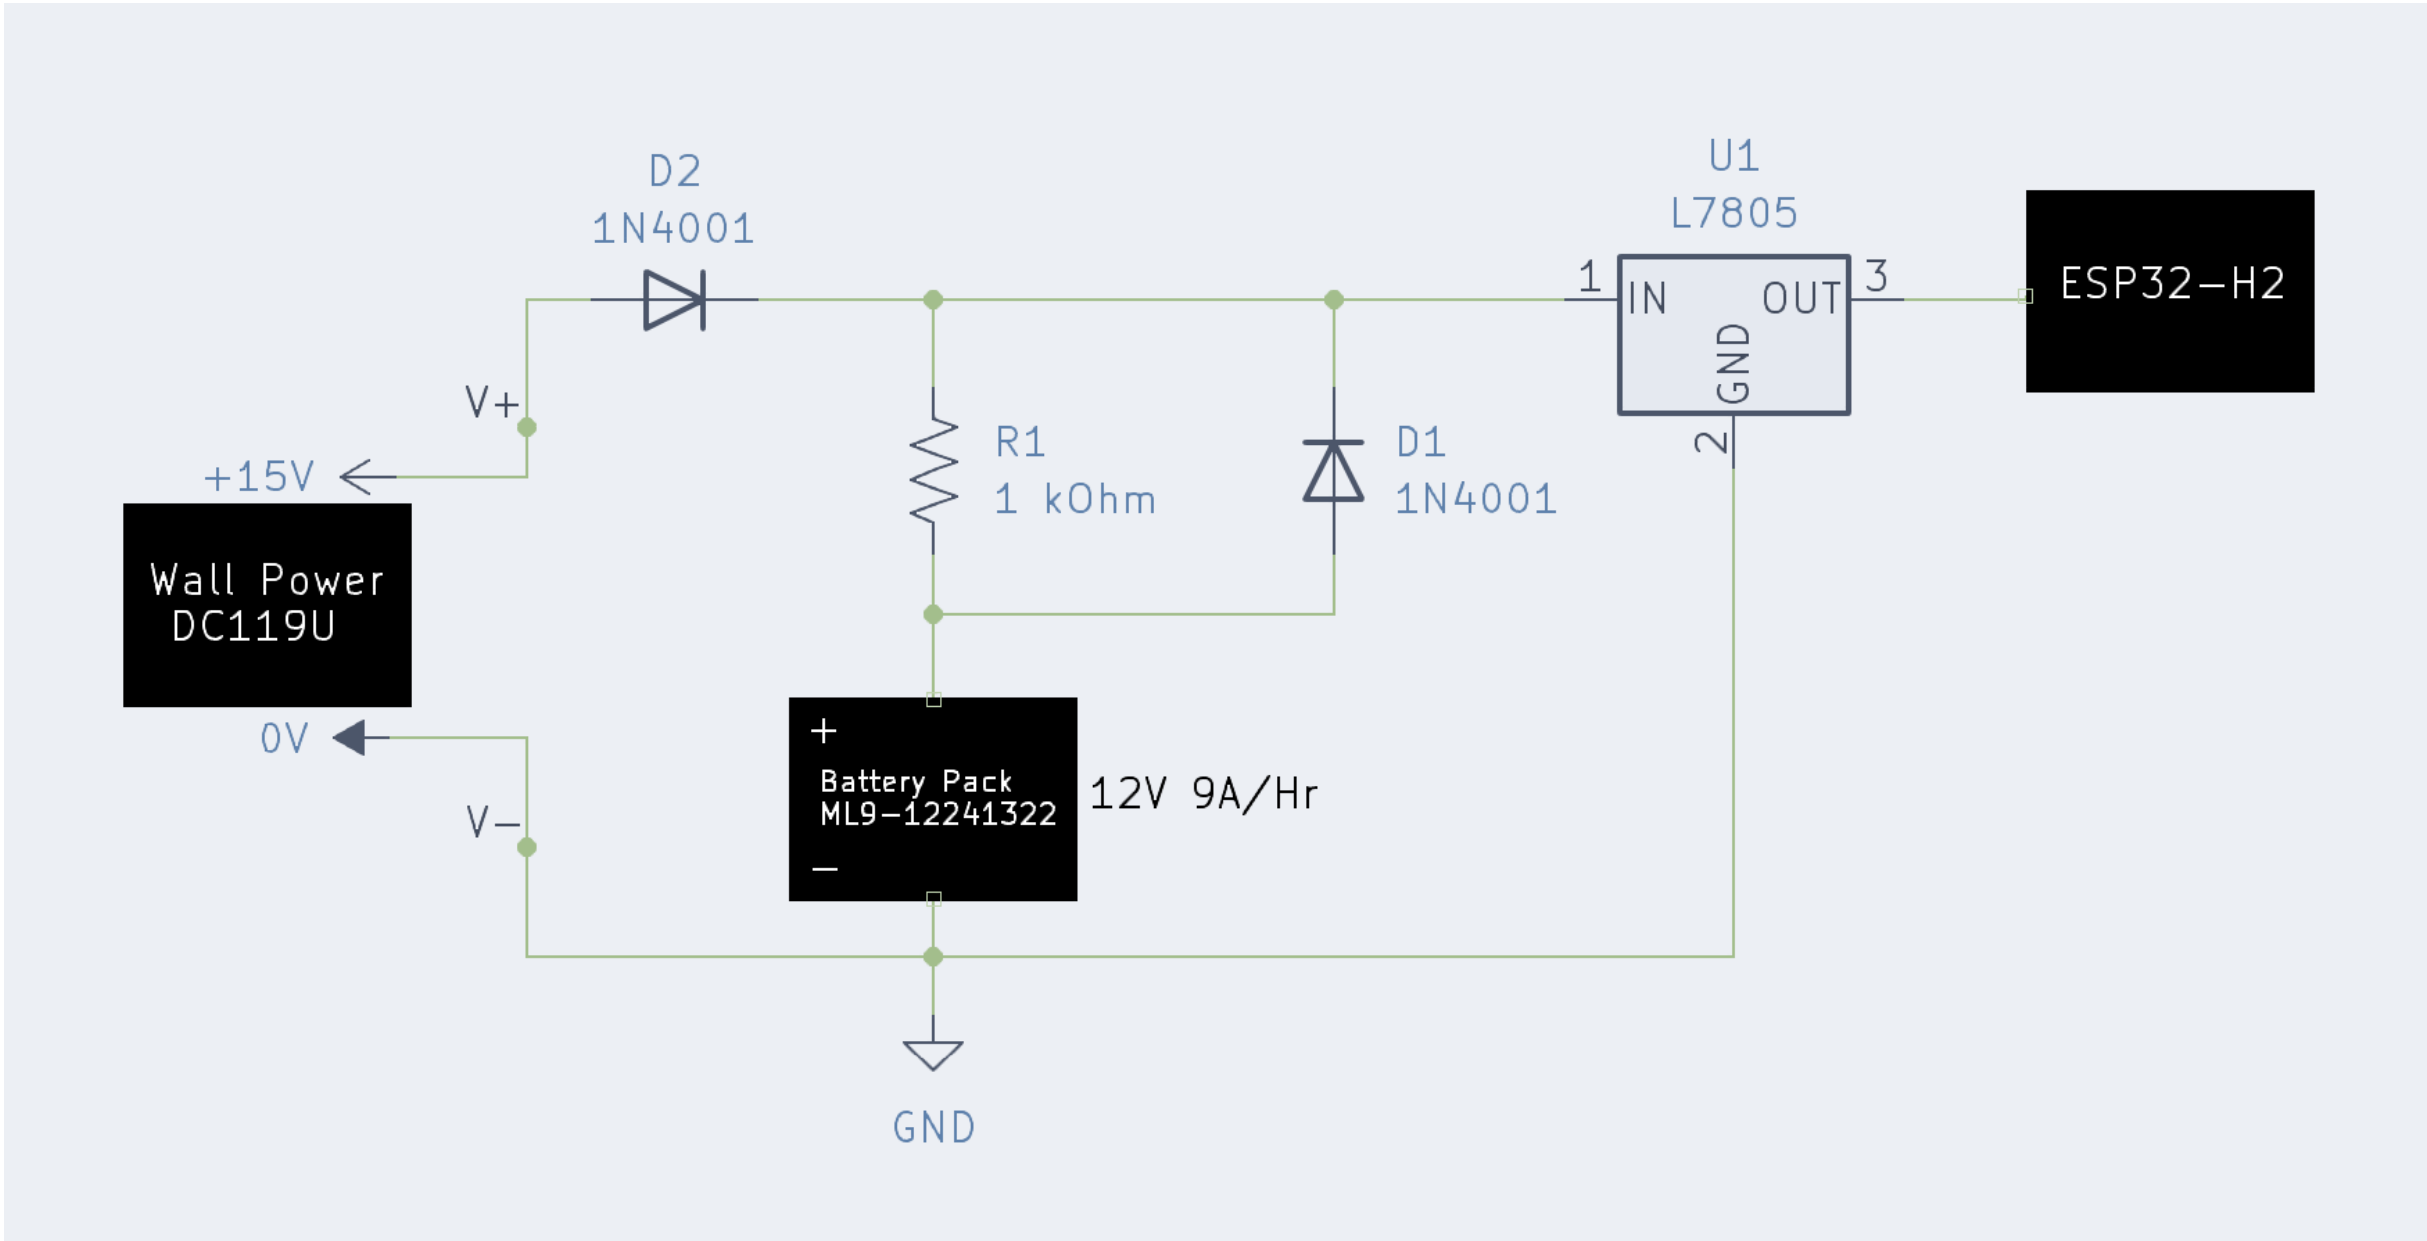 D2
1N4001
U1
L7805
1
IN
OUT
3
GND
2
ESP32-H2
V+
+15V
Wall Power
DC119U
0V
V-
R1
1 kOhm
D1
1N4001
+
Battery Pack
ML9-12241322
-
12V 9A/Hr
GND